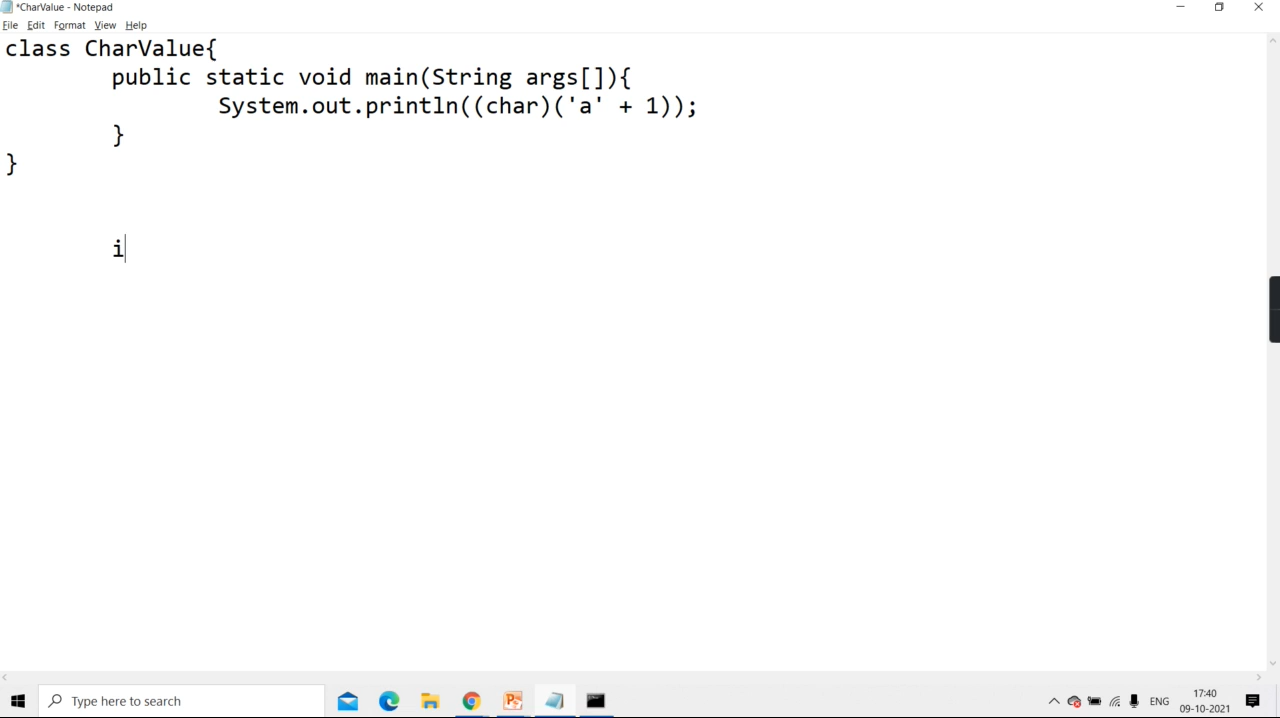 *CharValue - Notepad
File Edit Format View Help
class CharValue{
public static void main(String args[]){
System.out.println((char)('a' + 1));
}
}
i
Type here to search
ENG
17:40
09-10-2021